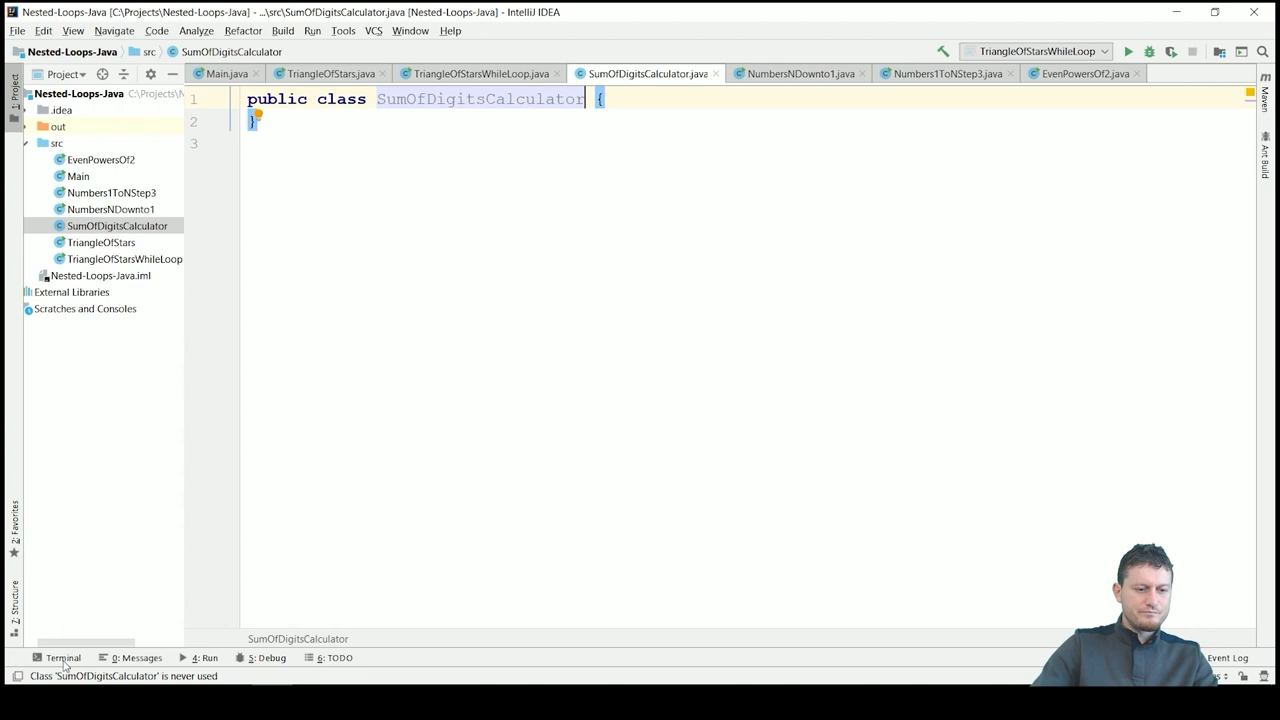 Nested-Loops-Java [C:\Projects\Nested-Loops-Java] - ...\src\SumOfDigitsCalculator.java [Nested-Loops-Java] - IntelliJ IDEA
File Edit View Navigate Code Analyze Refactor Build Run Tools VCS Window Help
Nested-Loops-Java src SumOfDigitsCalculator TriangleOfStarsWhileLoop
Project Main.java TriangleOfStars.java TriangleOfStarsWhileLoop.java SumOfDigitsCalculator.java NumbersNDownto1.java Numbers1ToNStep3.java EvenPowersOf2.java
1: Project
Nested-Loops-Java C:\Projects\N
.idea
out
src
EvenPowersOf2
Main
Numbers1ToNStep3
NumbersNDownto1
SumOfDigitsCalculator
TriangleOfStars
TriangleOfStarsWhileLoop
Nested-Loops-Java.iml
External Libraries
Scratches and Consoles
1 public class SumOfDigitsCalculator {
2 }
3
m Maven
Ant Build
2: Favorites
7: Structure
SumOfDigitsCalculator
Terminal 0: Messages 4: Run 5: Debug 6: TODO Event Log
Class 'SumOfDigitsCalculator' is never used